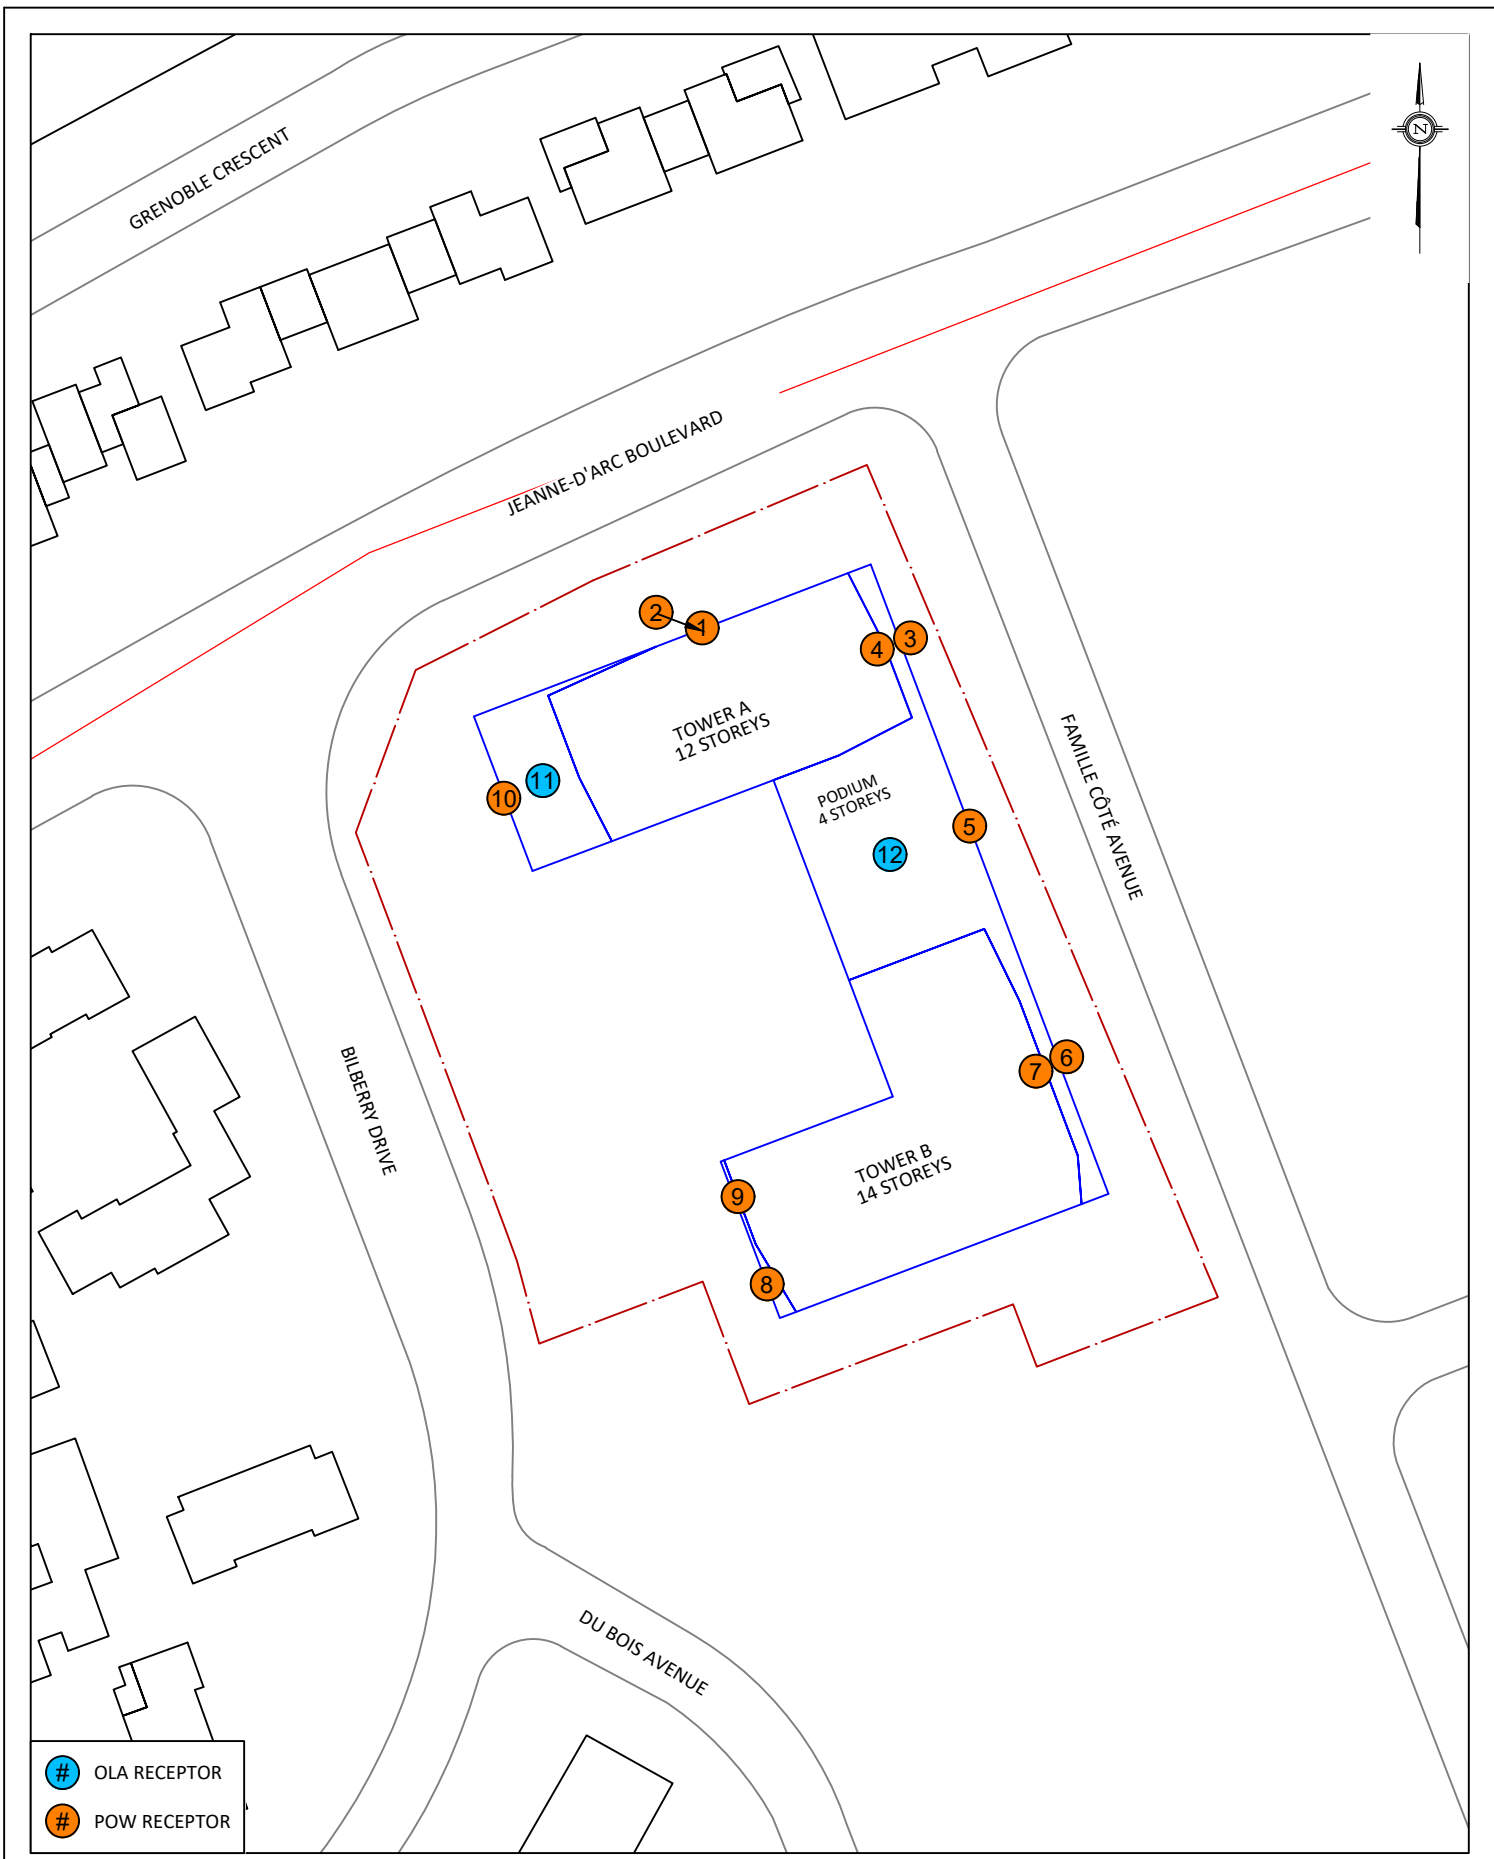 GRENOBLE CRESCENT
N
JEANNE-D'ARC BOULEVARD
2
1
3
4
TOWER A
12 STOREYS
11
10
PODIUM
4 STOREYS
5
12
FAMILLE CÔTÉ AVENUE
BILBERRY DRIVE
6
7
TOWER B
14 STOREYS
9
8
DU BOIS AVENUE
# OLA RECEPTOR
# POW RECEPTOR